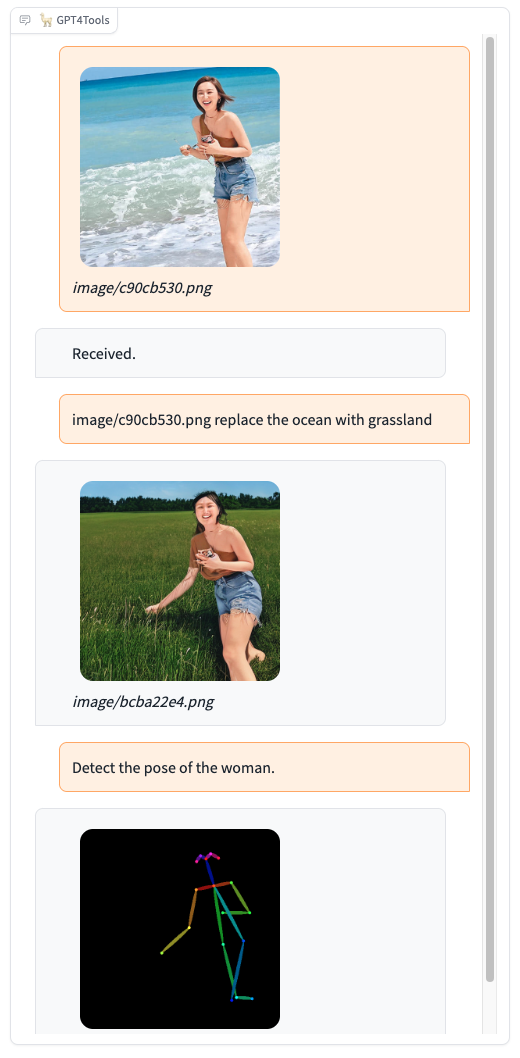 GPT4Tools
image/c90cb530.png
Received.
image/c90cb530.png replace the ocean with grassland
image/bcba22e4.png
Detect the pose of the woman.